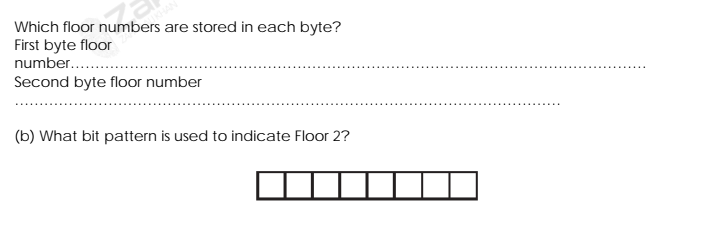 Which floor numbers are stored in each byte?
First byte floor
number………………………………………………………………………………………………………
Second byte floor number
…………………………………………………………………………………………………
(b) What bit pattern is used to indicate Floor 2?